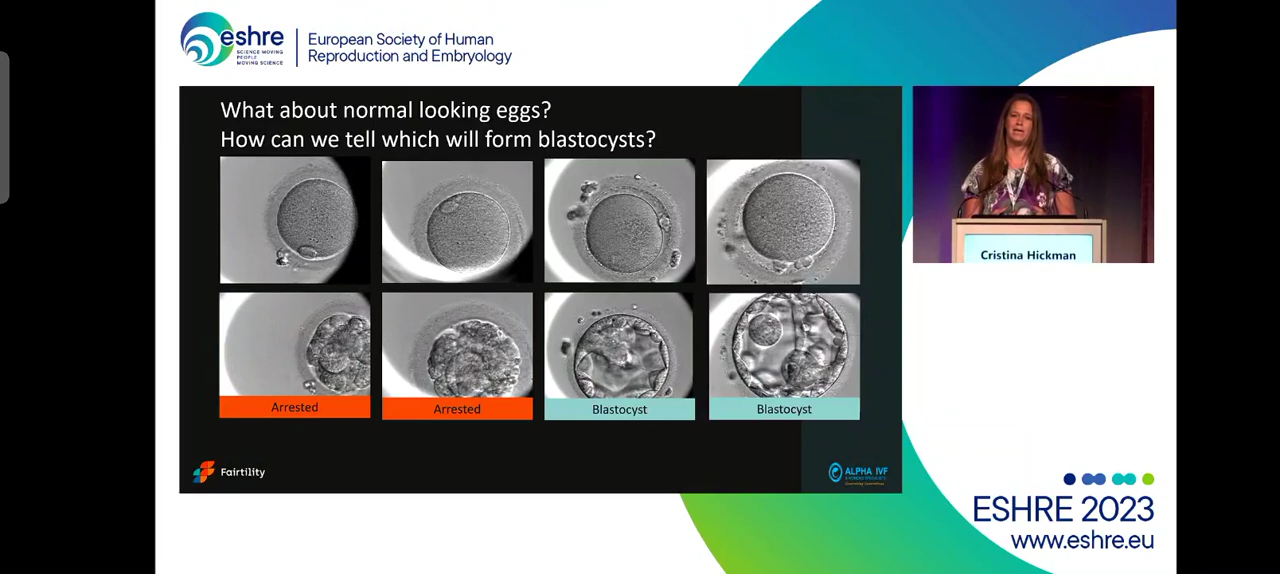 eshre
SCIENCE MOVING
PEOPLE
MOVING SCIENCE
European Society of Human
Reproduction and Embryology
What about normal looking eggs?
How can we tell which will form blastocysts?
Arrested
Arrested
Blastocyst
Blastocyst
Fairtility
ALPHA IVF
Cristina Hickman
ESHRE 2023
www.eshre.eu